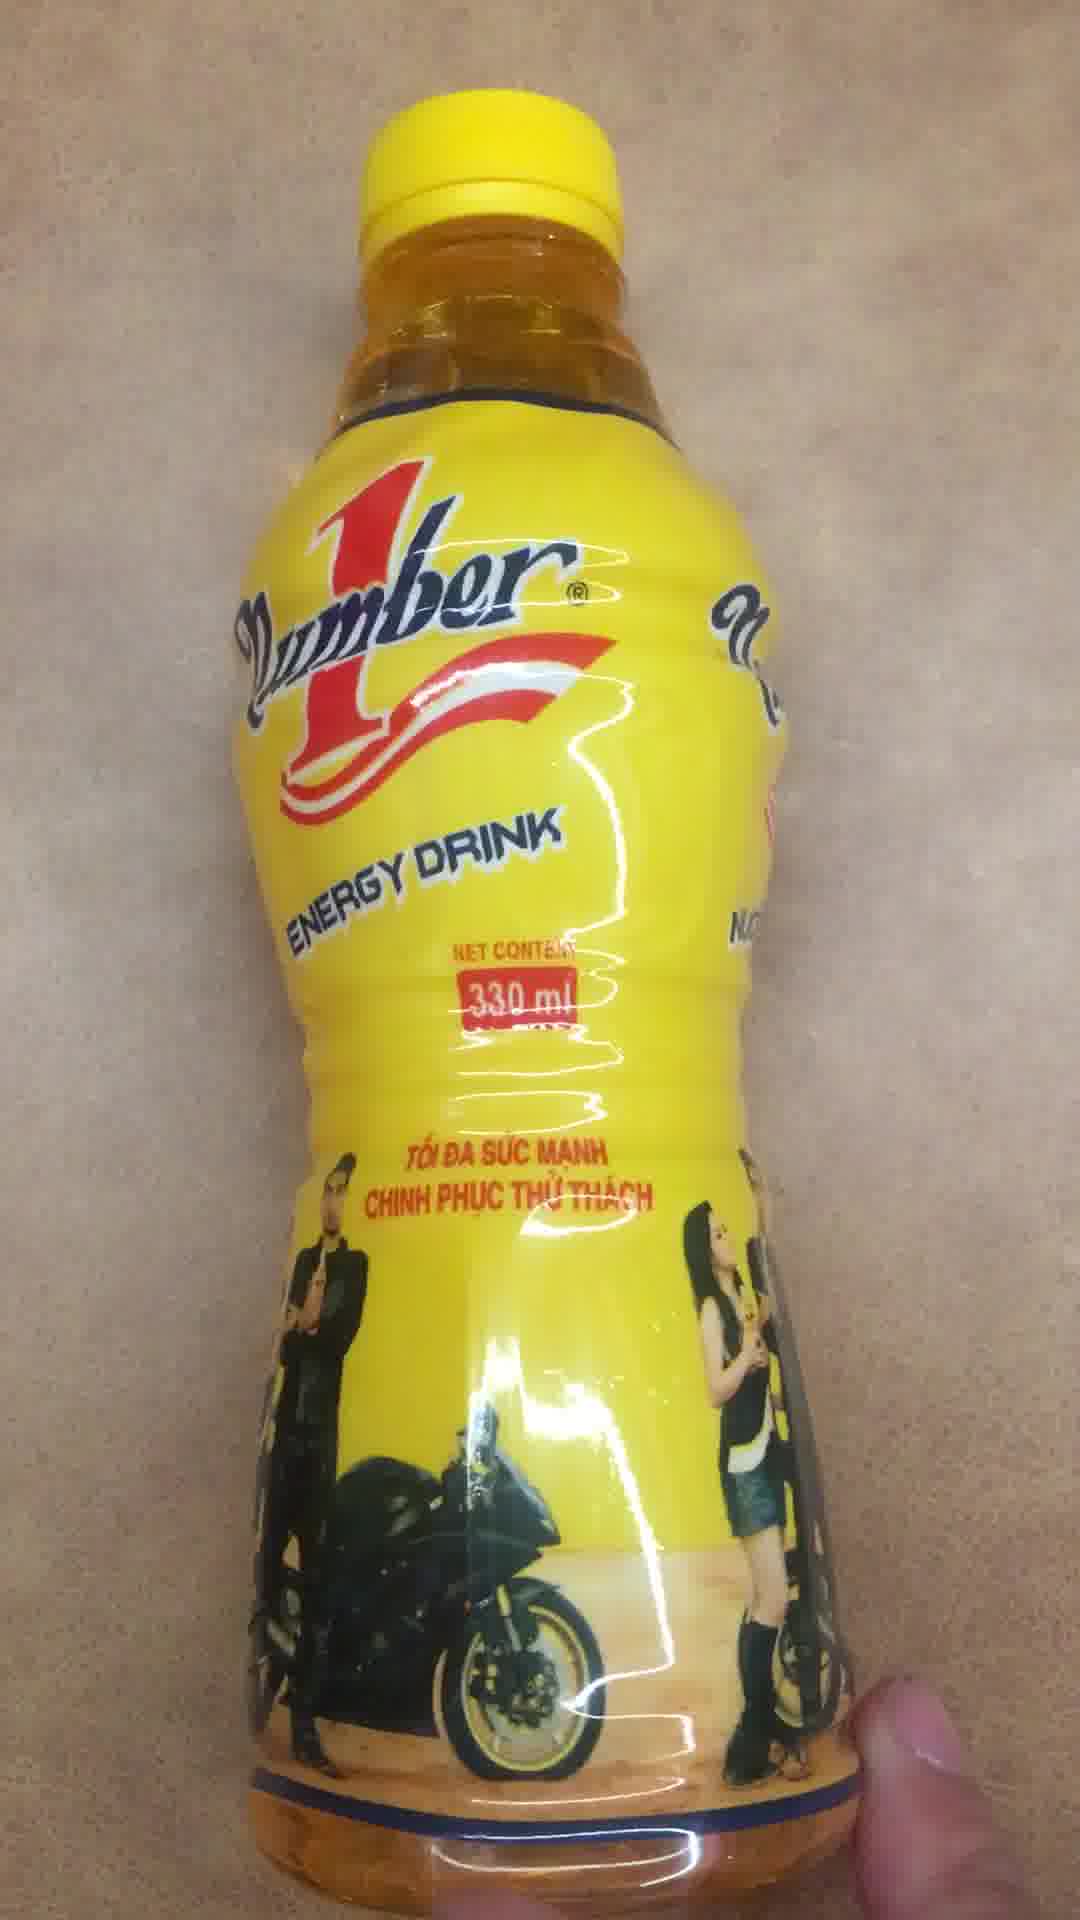 Number 1 ®
ENERGY DRINK
NET CONTENT
330 ml
TỐI ĐA SỨC MẠNH
CHINH PHỤC THỬ THÁCH